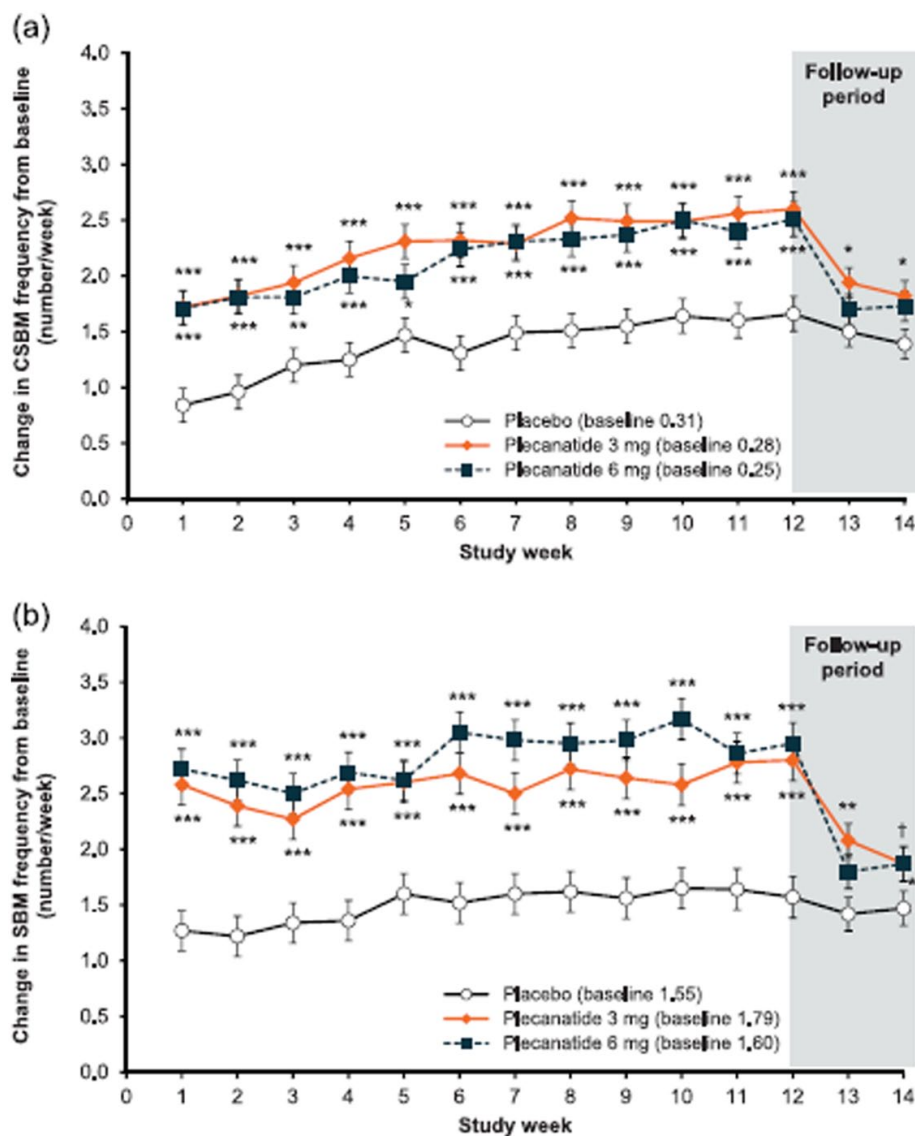 (a)
4.0
Follow-up
period
3.5
3.0
2.5
2.0
1.5
1.0
0.5
0.0
Change in CSBM frequency from baseline
(number/week)
*** *** *** *** *** *** *** *** *** *** *** *** * *
*** *** ** *** * *** *** *** *** *** *** ***
Placebo (baseline 0.31)
Plecanatide 3 mg (baseline 0.28)
Plecanatide 6 mg (baseline 0.25)
0 1 2 3 4 5 6 7 8 9 10 11 12 13 14
Study week
(b)
4.0
Follow-up
period
3.5
3.0
2.5
2.0
1.5
1.0
0.5
0.0
Change in SBM frequency from baseline
(number/week)
*** *** *** *** *** *** *** *** *** *** *** *** ** †
*** *** *** *** *** *** *** *** *** *** *** *** *
Placebo (baseline 1.55)
Plecanatide 3 mg (baseline 1.79)
Plecanatide 6 mg (baseline 1.60)
0 1 2 3 4 5 6 7 8 9 10 11 12 13 14
Study week